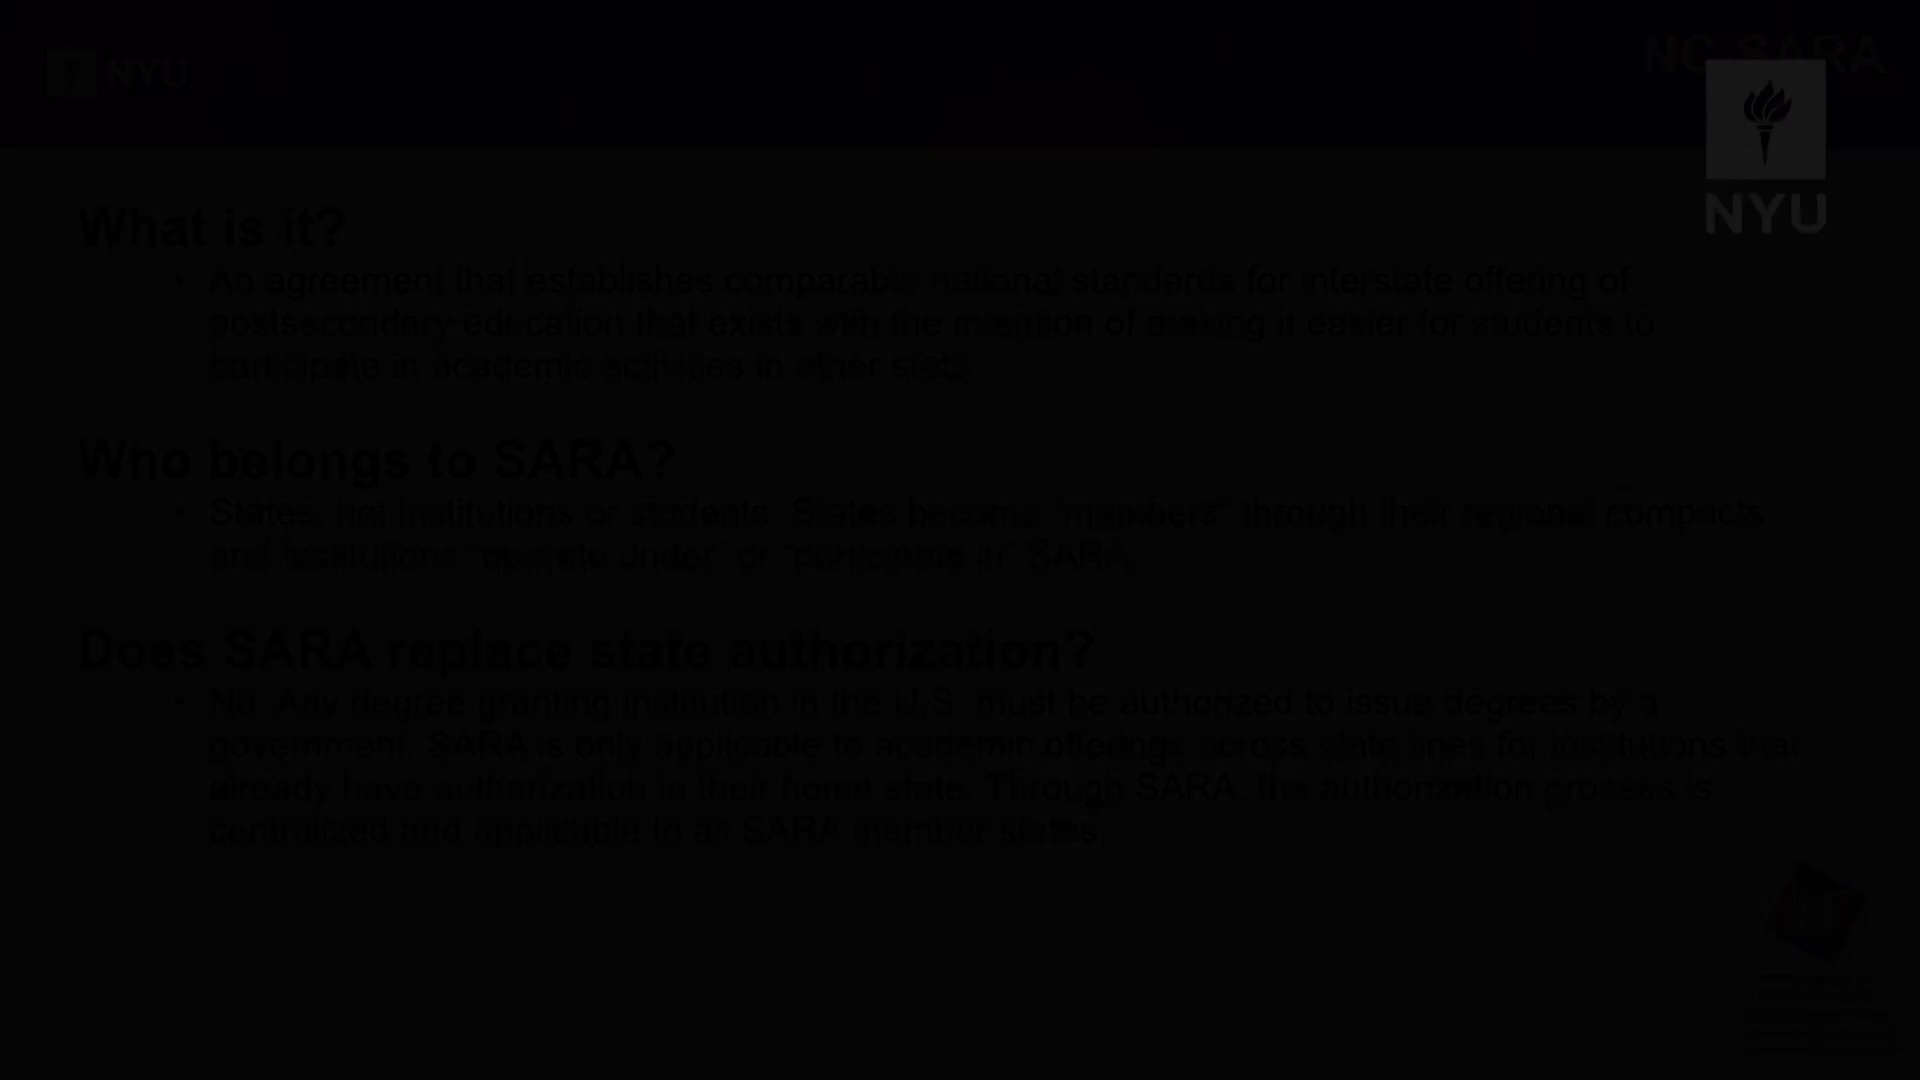 NYU
NC-SARA
NYU
What is it?
• An agreement that establishes comparable national standards for interstate offering of
postsecondary education that exists with the intention of making it easier for students to
participate in academic activities in other states
Who belongs to SARA?
• States, not institutions or students. States become "members" through their regional compacts
and institutions "operate under" or "participate in" SARA.
Does SARA replace state authorization?
• No. Any degree granting institution in the U.S. must be authorized to issue degrees by a
government. SARA is only applicable to academic offerings across state lines for institutions that
already have authorization in their home state. Through SARA, the authorization process is
centralized and applicable to all SARA member states.